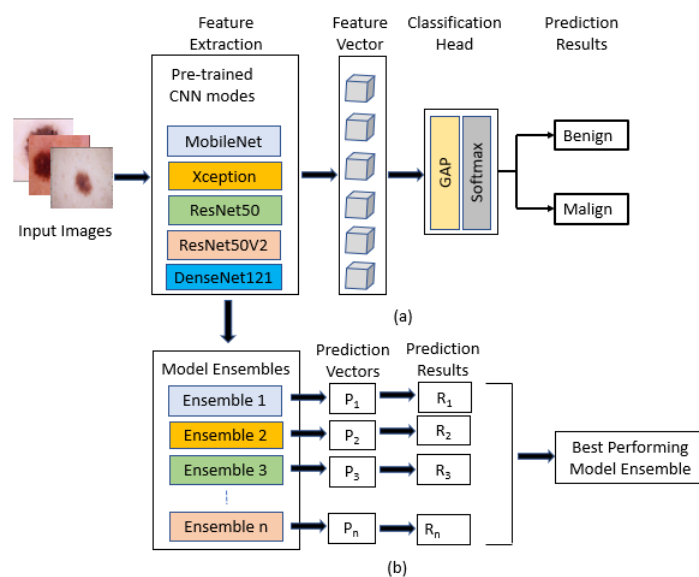 Feature
Extraction
Feature
Vector
Classification
Head
Prediction
Results
Pre-trained
CNN modes
MobileNet
Xception
ResNet50
ResNet50V2
DenseNet121
Input Images
GAP
Softmax
Benign
Malign
(a)
Model Ensembles
Prediction
Vectors
Prediction
Results
Ensemble 1
P₁
R₁
Ensemble 2
P₂
R₂
Ensemble 3
P₃
R₃
Ensemble n
Pₙ
Rₙ
Best Performing
Model Ensemble
(b)